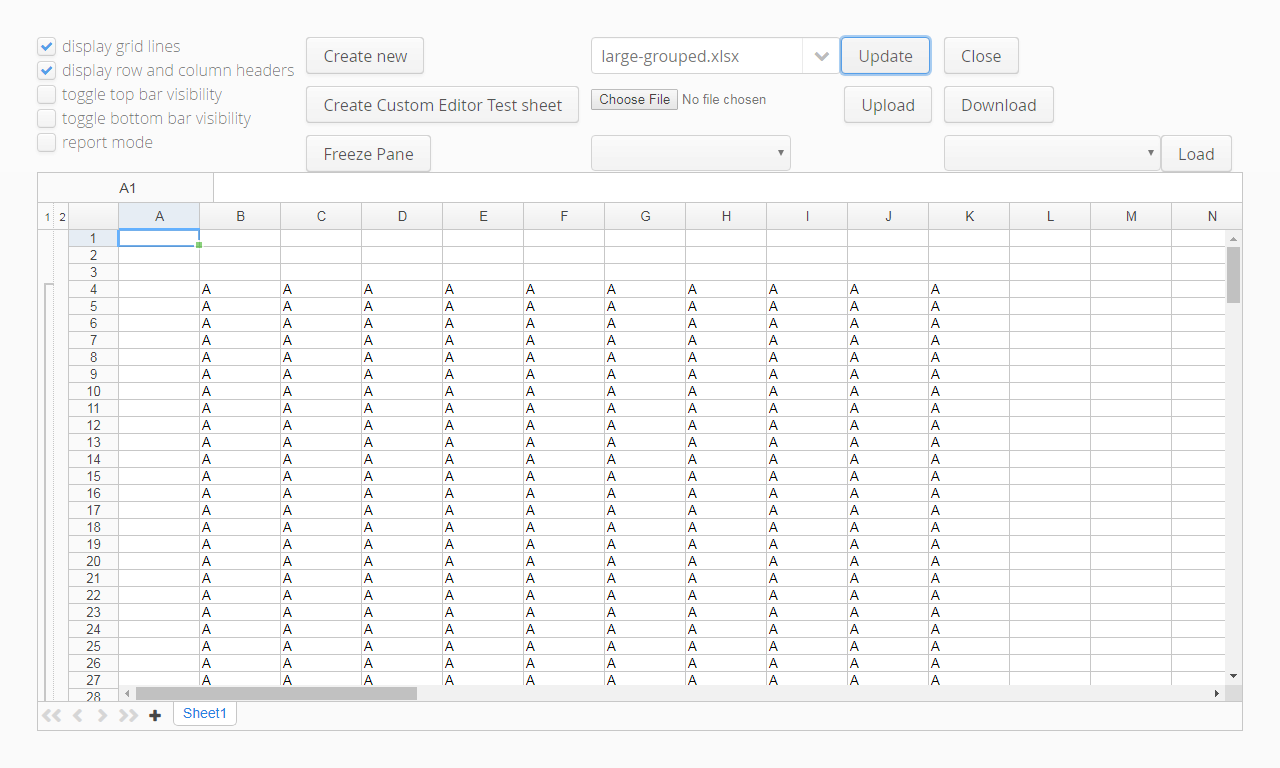 display grid lines
display row and column headers
toggle top bar visibility
toggle bottom bar visibility
report mode
Create new
large-grouped.xlsx
Update
Close
Create Custom Editor Test sheet
Choose File No file chosen
Upload
Download
Freeze Pane
Load
A1
1 2 A B C D E F G H I J K L M N
1
2
3
4 A A A A A A A A A A
5 A A A A A A A A A A
6 A A A A A A A A A A
7 A A A A A A A A A A
8 A A A A A A A A A A
9 A A A A A A A A A A
10 A A A A A A A A A A
11 A A A A A A A A A A
12 A A A A A A A A A A
13 A A A A A A A A A A
14 A A A A A A A A A A
15 A A A A A A A A A A
16 A A A A A A A A A A
17 A A A A A A A A A A
18 A A A A A A A A A A
19 A A A A A A A A A A
20 A A A A A A A A A A
21 A A A A A A A A A A
22 A A A A A A A A A A
23 A A A A A A A A A A
24 A A A A A A A A A A
25 A A A A A A A A A A
26 A A A A A A A A A A
27 A A A A A A A A A A
28
Sheet1